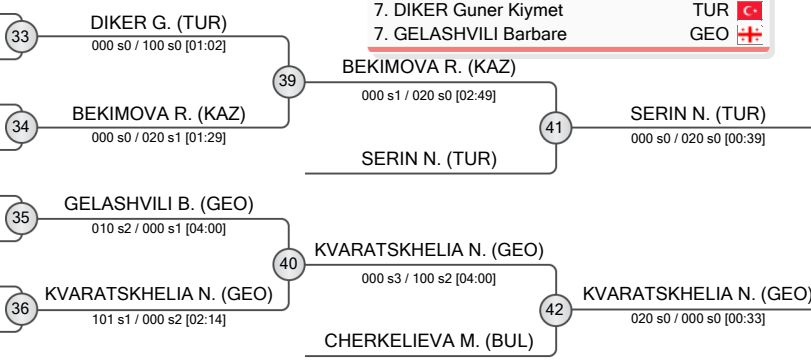 7. DIKER Guner Kiymet TUR
7. GELASHVILI Barbare GEO
33
DIKER G. (TUR)
000 s0 / 100 s0 [01:02]
39
BEKIMOVA R. (KAZ)
000 s1 / 020 s0 [02:49]
34
BEKIMOVA R. (KAZ)
000 s0 / 020 s1 [01:29]
41
SERIN N. (TUR)
000 s0 / 020 s0 [00:39]
SERIN N. (TUR)
35
GELASHVILI B. (GEO)
010 s2 / 000 s1 [04:00]
40
KVARATSKHELIA N. (GEO)
000 s3 / 100 s2 [04:00]
36
KVARATSKHELIA N. (GEO)
101 s1 / 000 s2 [02:14]
42
KVARATSKHELIA N. (GEO)
020 s0 / 000 s0 [00:33]
CHERKELIEVA M. (BUL)